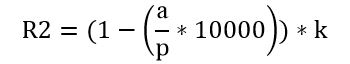 R2 = (1 − (a/p * 10000)) * k